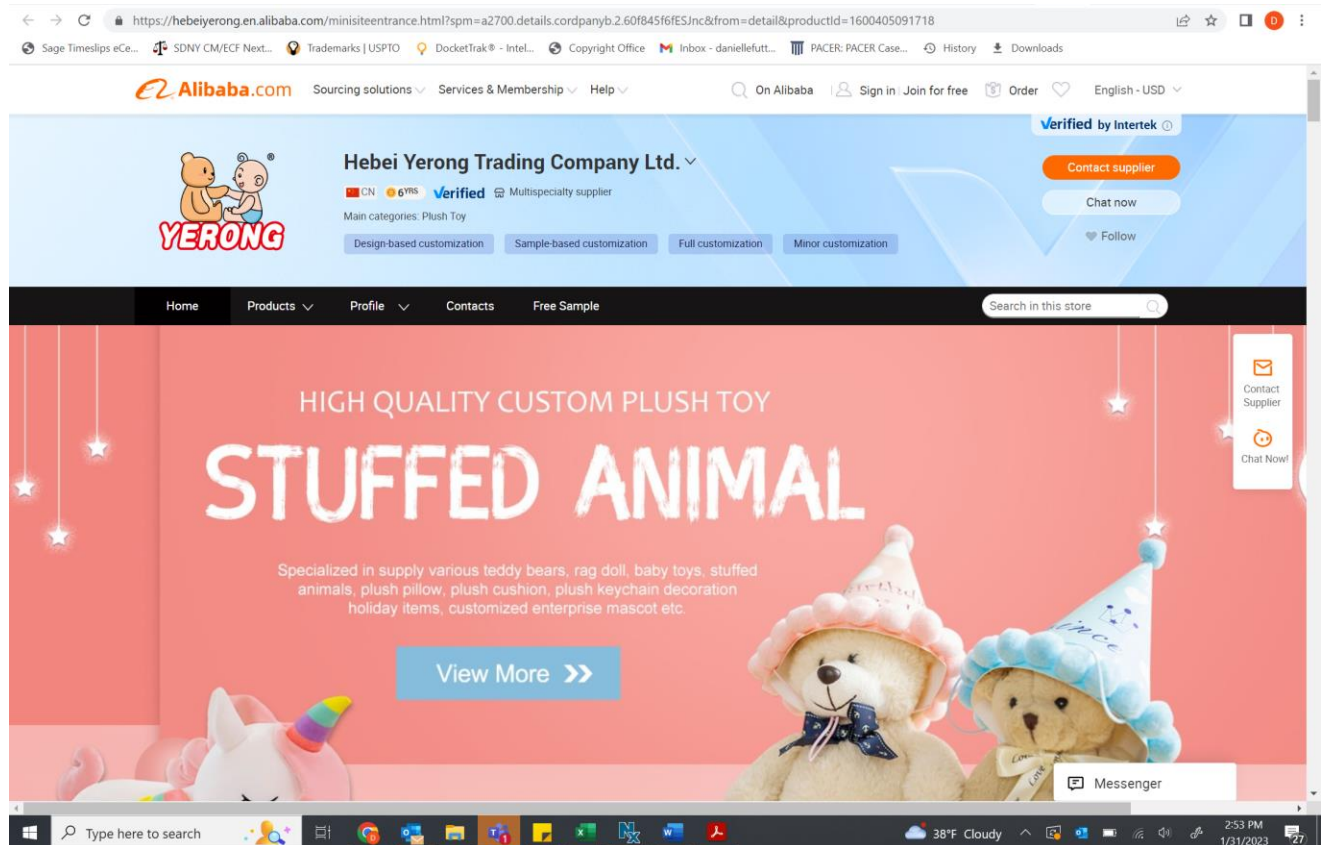 https://hebeiyerong.en.alibaba.com/minisiteentrance.html?spm=a2700.details.cordpanyb.2.60f845f6fESJnc&from=detail&productId=1600405091718
D
Sage Timeslips eCe... SDNY CM/ECF Next... Trademarks | USPTO DocketTrak® - Intel... Copyright Office Inbox - daniellefutt... PACER: PACER Case... History Downloads
Alibaba.com Sourcing solutions Services & Membership Help On Alibaba Sign in Join for free Order English - USD
Verified by Intertek
Hebei Yerong Trading Company Ltd.
Contact supplier
CN 6YRS Verified Multispecialty supplier
Chat now
Main categories: Plush Toy
YERONG
Design-based customization Sample-based customization Full customization Minor customization
Follow
Home Products Profile Contacts Free Sample Search in this store
HIGH QUALITY CUSTOM PLUSH TOY
Contact
Supplier
STUFFED ANIMAL
Chat Now!
Specialized in supply various teddy bears, rag doll, baby toys, stuffed
animals, plush pillow, plush cushion, plush keychain decoration
holiday items, customized enterprise mascot etc.
View More
Messenger
Type here to search 38°F Cloudy 2:53 PM
1/31/2023
27